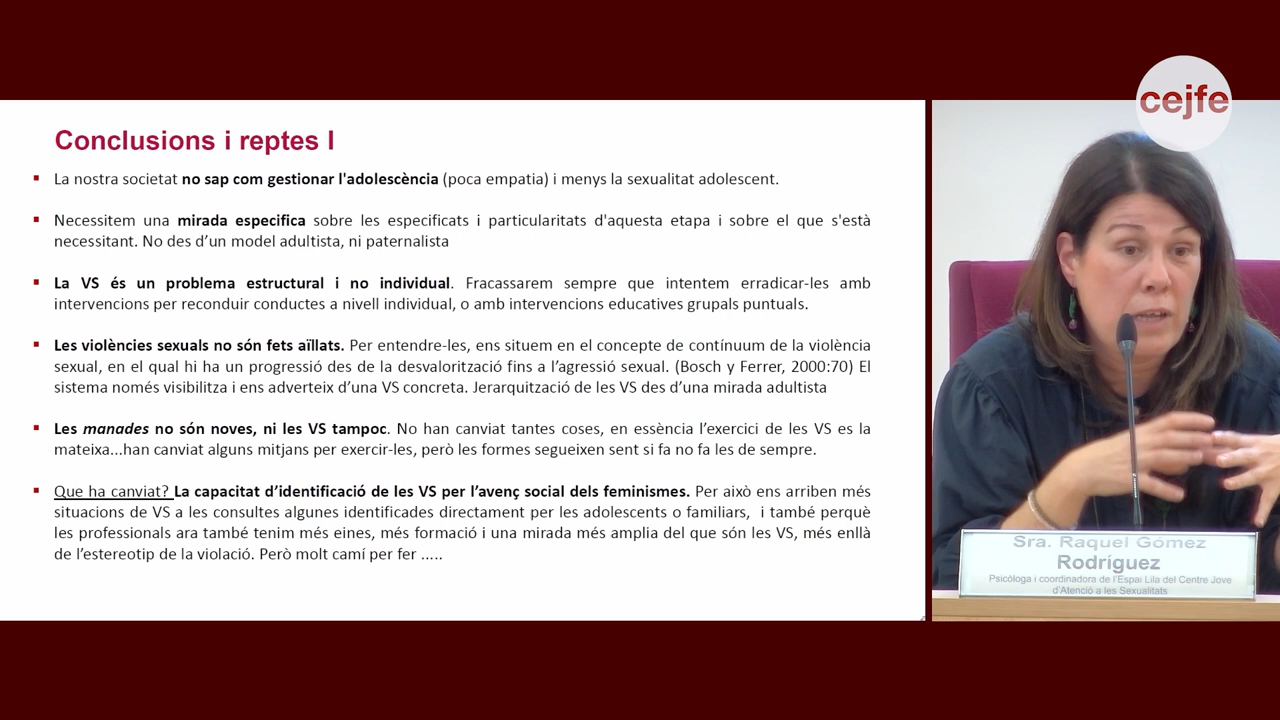 cejfe
Conclusions i reptes I
La nostra societat no sap com gestionar l'adolescència (poca empatia) i menys la sexualitat adolescent.
Necessitem una mirada especifica sobre les especificats i particularitats d'aquesta etapa i sobre el que s'està
necessitant. No des d’un model adultista, ni paternalista
La VS és un problema estructural i no individual. Fracassarem sempre que intentem erradicar-les amb
intervencions per reconduir conductes a nivell individual, o amb intervencions educatives grupals puntuals.
Les violències sexuals no són fets aïllats. Per entendre-les, ens situem en el concepte de contínuum de la violència
sexual, en el qual hi ha un progressió des de la desvalorització fins a l’agressió sexual. (Bosch y Ferrer, 2000:70) El
sistema només visibilitza i ens adverteix d’una VS concreta. Jerarquització de les VS des d’una mirada adultista
Les manades no són noves, ni les VS tampoc. No han canviat tantes coses, en essència l’exercici de les VS es la
mateixa...han canviat alguns mitjans per exercir-les, però les formes segueixen sent si fa no fa les de sempre.
Que ha canviat? La capacitat d’identificació de les VS per l’avenç social dels feminismes. Per això ens arriben més
situacions de VS a les consultes algunes identificades directament per les adolescents o familiars, i també perquè
les professionals ara també tenim més eines, més formació i una mirada més amplia del que són les VS, més enllà
de l’estereotip de la violació. Però molt camí per fer .....
Sra. Raquel Gómez
Rodríguez
Psicòloga i coordinadora de l’Espai Lila del Centre Jove
d’Atenció a les Sexualitats